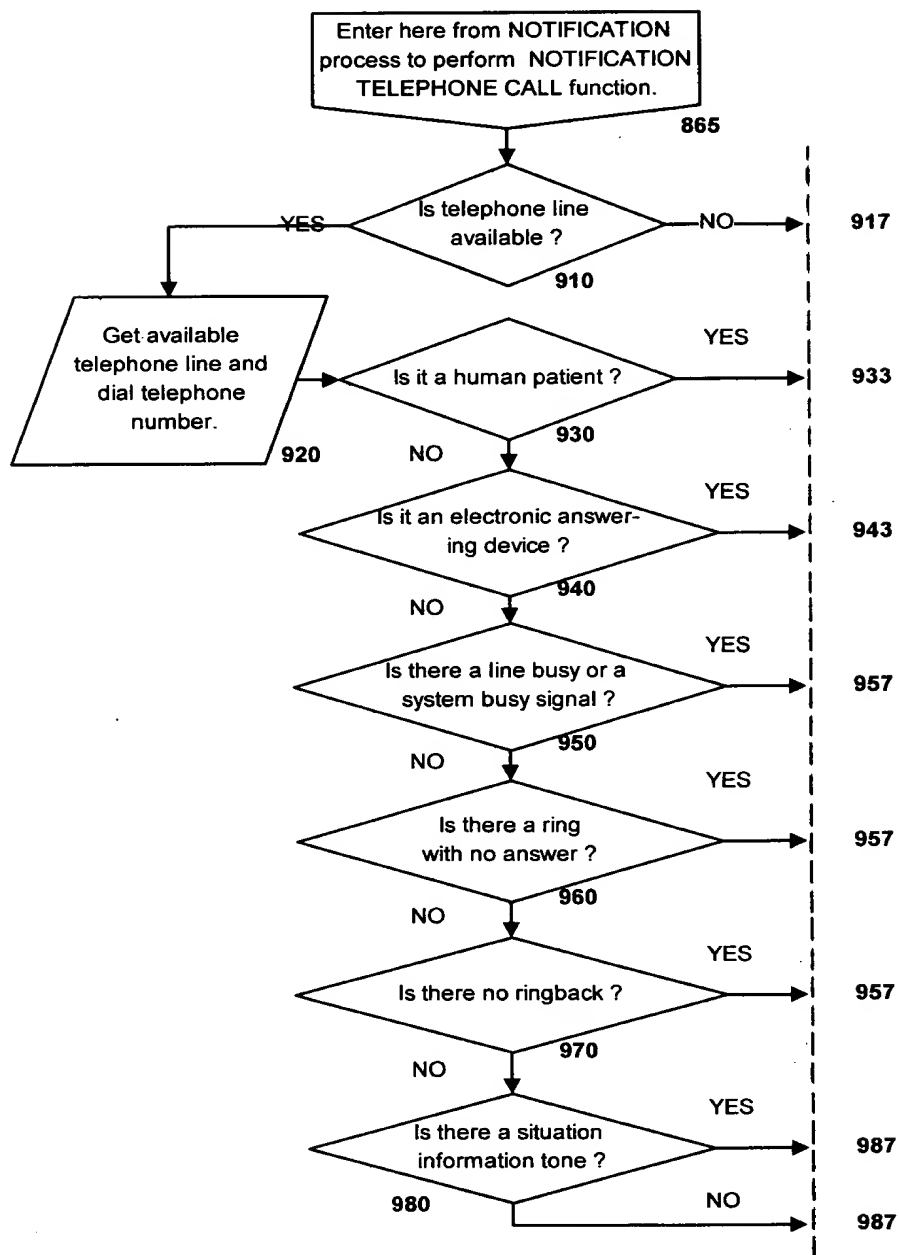 Enter here from NOTIFICATION
process to perform NOTIFICATION
TELEPHONE CALL function.
865
Is telephone line
available ?
YES
NO
917
910
Get available
telephone line and
dial telephone
number.
920
Is it a human patient ?
YES
933
930
NO
Is it an electronic answer-
ing device ?
YES
943
940
NO
Is there a line busy or a
system busy signal ?
YES
957
950
NO
Is there a ring
with no answer ?
YES
957
960
NO
Is there no ringback ?
YES
957
970
NO
Is there a situation
information tone ?
YES
987
980
NO
987